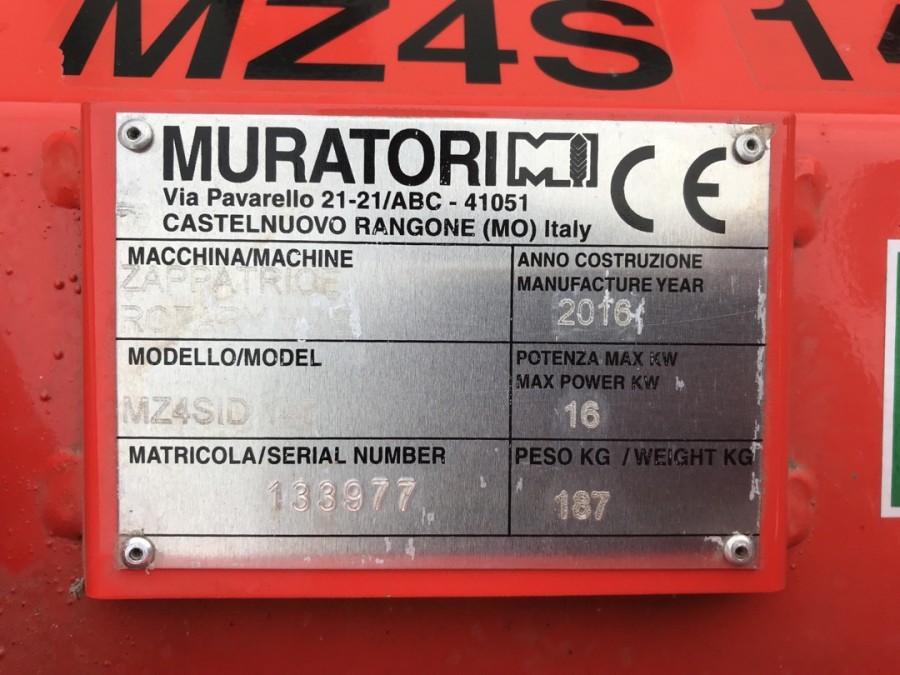 MZ4S 14
MURATORI
CE
Via Pavarello 21-21/ABC - 41051
CASTELNUOVO RANGONE (MO) Italy
MACCHINA/MACHINE
ZAPPATRICE
ANNO COSTRUZIONE
MANUFACTURE YEAR
2016
MODELLO/MODEL
MZ4SID
POTENZA MAX KW
MAX POWER KW
16
MATRICOLA/SERIAL NUMBER
133977
PESO KG / WEIGHT KG
187